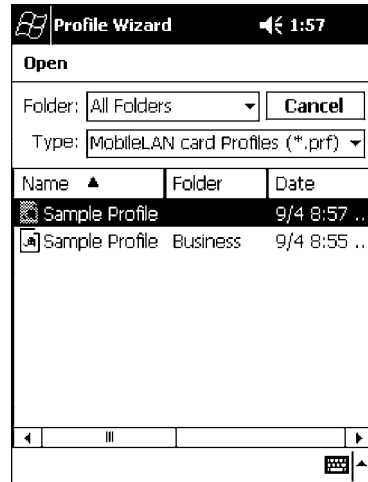 Profile Wizard 1:57
Open
Folder: All Folders Cancel
Type: MobileLAN card Profiles (*.prf)
Name Folder Date
Sample Profile 9/4 8:57 ..
Sample Profile Business 9/4 8:55 ..